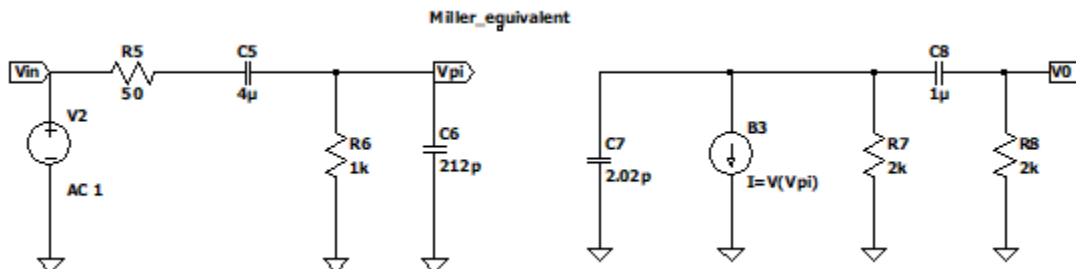 Miller_equivalent
Vin
R5
50
C5
4µ
Vpi
C8
1µ
V0
V2
AC 1
R6
1k
C6
212p
C7
2.02p
B3
I=V(Vpi)
R7
2k
R8
2k